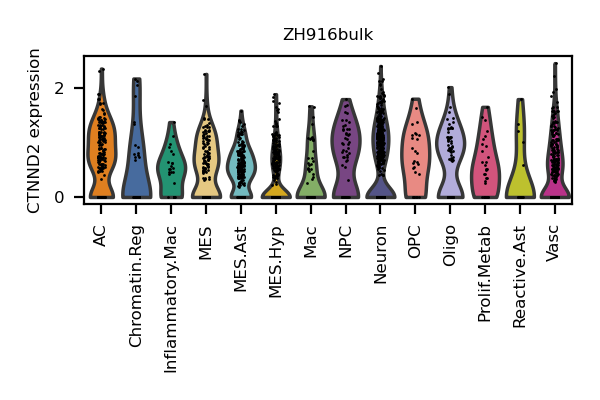 ZH916bulk
CTNND2 expression
2
0
AC
Chromatin.Reg
Inflammatory.Mac
MES
MES.Ast
MES.Hyp
Mac
NPC
Neuron
OPC
Oligo
Prolif.Metab
Reactive.Ast
Vasc